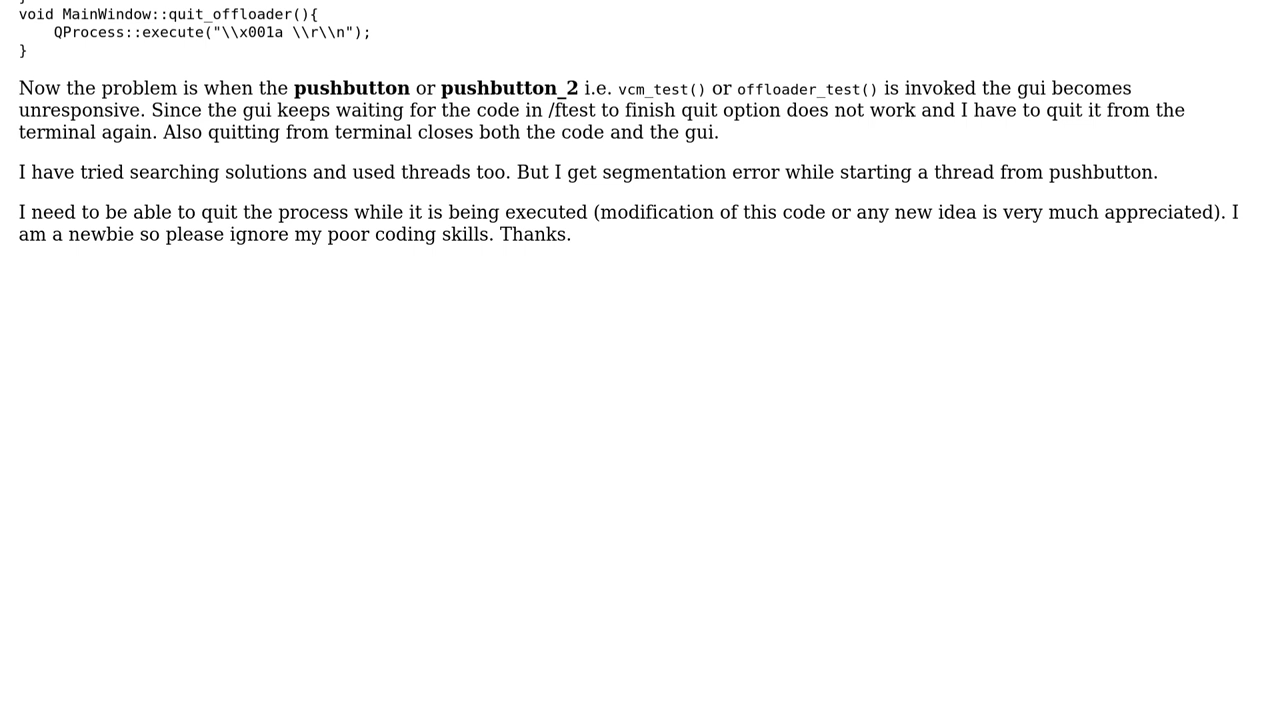 void MainWindow::quit_offloader(){
    QProcess::execute("\\x001a \\r\\n");
}
Now the problem is when the pushbutton or pushbutton_2 i.e. vcm_test() or offloader_test() is invoked the gui becomes
unresponsive. Since the gui keeps waiting for the code in /ftest to finish quit option does not work and I have to quit it from the
terminal again. Also quitting from terminal closes both the code and the gui.
I have tried searching solutions and used threads too. But I get segmentation error while starting a thread from pushbutton.
I need to be able to quit the process while it is being executed (modification of this code or any new idea is very much appreciated). I
am a newbie so please ignore my poor coding skills. Thanks.